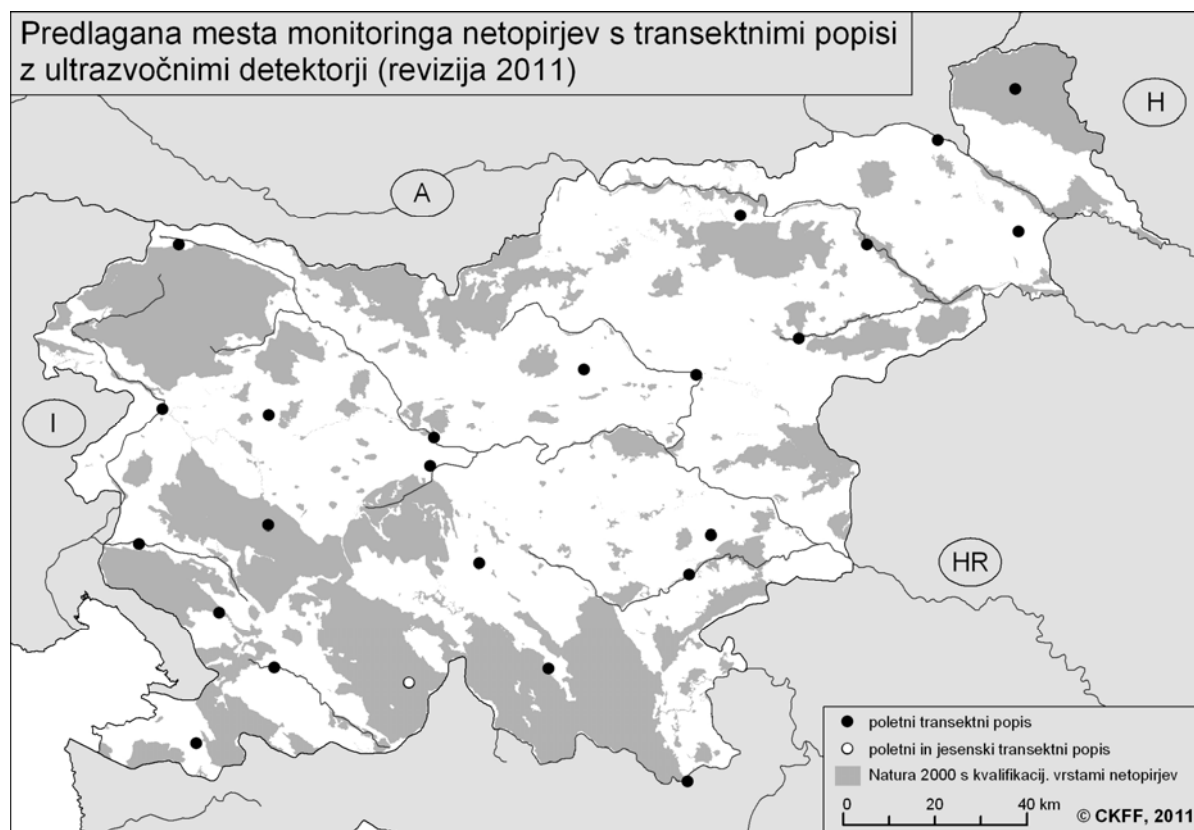 Predlagana mesta monitoringa netopirjev s transektnimi popisi
z ultrazvočnimi detektorji (revizija 2011)
H
A
I
HR
poletni transektni popis
poletni in jesenski transektni popis
Natura 2000 s kvalifikacij. vrstami netopirjev
0 20 40 km
© CKFF, 2011